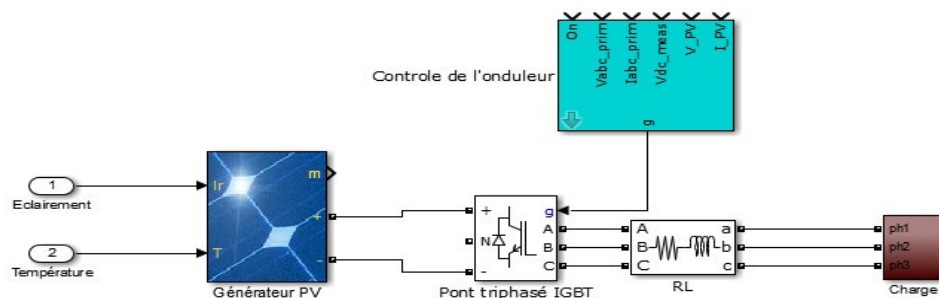 On
Vabc_prim
Iabc_prim
Vdc_meas
V_PV
I_PV
Controle de l'onduleur
g
1
Eclairement
2
Température
Ir
T
m
+
-
Générateur PV
+
N
-
g
A
B
C
Pont triphasé IGBT
A
B
C
a
b
c
RL
ph1
ph2
ph3
Charge